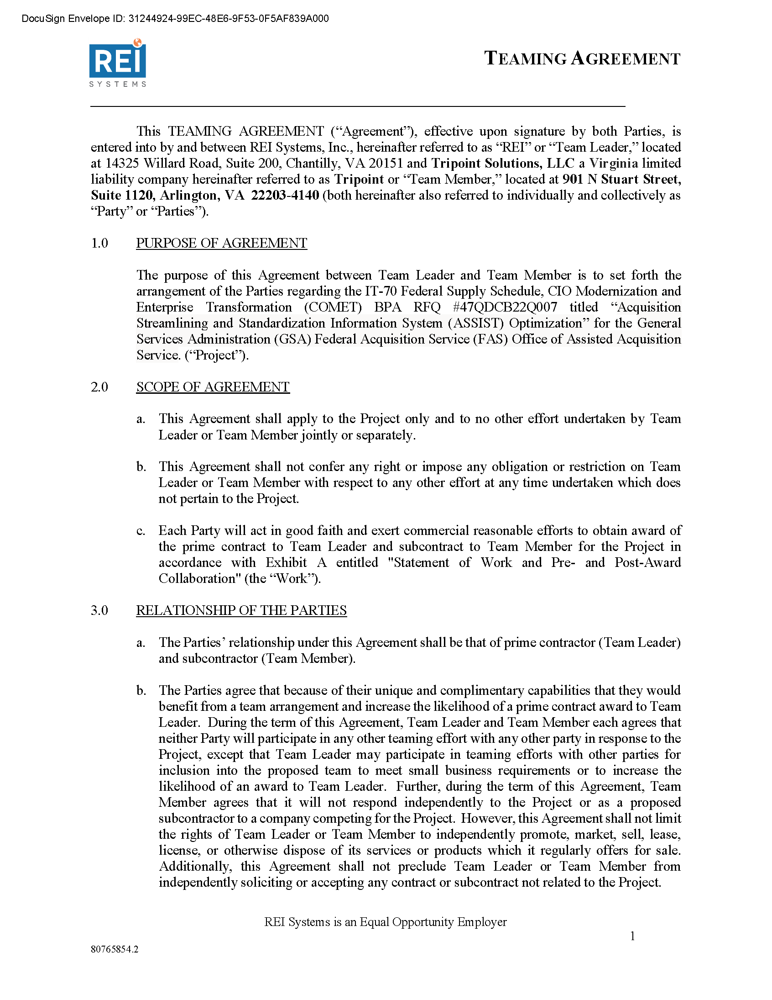 DocuSign Envelope ID: 31244924-99EC-48E6-9F53-0F5AF839A000
REI
SYSTEMS
TEAMING AGREEMENT
This TEAMING AGREEMENT (“Agreement”), effective upon signature by both Parties, is
entered into by and between REI Systems, Inc., hereinafter referred to as “REI” or “Team Leader,” located
at 14325 Willard Road, Suite 200, Chantilly, VA 20151 and Tripoint Solutions, LLC a Virginia limited
liability company hereinafter referred to as Tripoint or “Team Member,” located at 901 N Stuart Street,
Suite 1120, Arlington, VA  22203-4140 (both hereinafter also referred to individually and collectively as
“Party” or “Parties”).
1.0 PURPOSE OF AGREEMENT
The purpose of this Agreement between Team Leader and Team Member is to set forth the
arrangement of the Parties regarding the IT-70 Federal Supply Schedule, CIO Modernization and
Enterprise Transformation (COMET) BPA RFQ #47QDCB22Q007 titled “Acquisition
Streamlining and Standardization Information System (ASSIST) Optimization” for the General
Services Administration (GSA) Federal Acquisition Service (FAS) Office of Assisted Acquisition
Service. (“Project”).
2.0 SCOPE OF AGREEMENT
a. This Agreement shall apply to the Project only and to no other effort undertaken by Team
Leader or Team Member jointly or separately.
b. This Agreement shall not confer any right or impose any obligation or restriction on Team
Leader or Team Member with respect to any other effort at any time undertaken which does
not pertain to the Project.
c. Each Party will act in good faith and exert commercial reasonable efforts to obtain award of
the prime contract to Team Leader and subcontract to Team Member for the Project in
accordance with Exhibit A entitled "Statement of Work and Pre- and Post-Award
Collaboration" (the “Work”).
3.0 RELATIONSHIP OF THE PARTIES
a. The Parties’ relationship under this Agreement shall be that of prime contractor (Team Leader)
and subcontractor (Team Member).
b. The Parties agree that because of their unique and complimentary capabilities that they would
benefit from a team arrangement and increase the likelihood of a prime contract award to Team
Leader.  During the term of this Agreement, Team Leader and Team Member each agrees that
neither Party will participate in any other teaming effort with any other party in response to the
Project, except that Team Leader may participate in teaming efforts with other parties for
inclusion into the proposed team to meet small business requirements or to increase the
likelihood of an award to Team Leader.  Further, during the term of this Agreement, Team
Member agrees that it will not respond independently to the Project or as a proposed
subcontractor to a company competing for the Project.  However, this Agreement shall not limit
the rights of Team Leader or Team Member to independently promote, market, sell, lease,
license, or otherwise dispose of its services or products which it regularly offers for sale.
Additionally, this Agreement shall not preclude Team Leader or Team Member from
independently soliciting or accepting any contract or subcontract not related to the Project.
REI Systems is an Equal Opportunity Employer
1
80765854.2